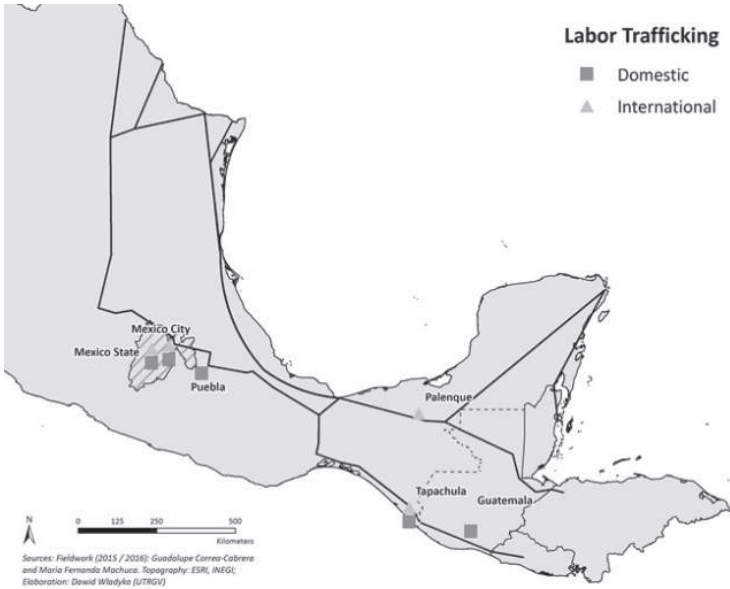 Labor Trafficking
Domestic
International
Mexico City
Mexico State
Puebla
Palenque
Tapachula
Guatemala
N
0 125 250 500
Kilometers
Sources: Fieldwork (2015 / 2016); Guadalupe Correa-Cabrera
and Maria Fernanda Machuca. Topography: ESRI, INEGI;
Elaboration: Dawid Wladyka (UTRGV)